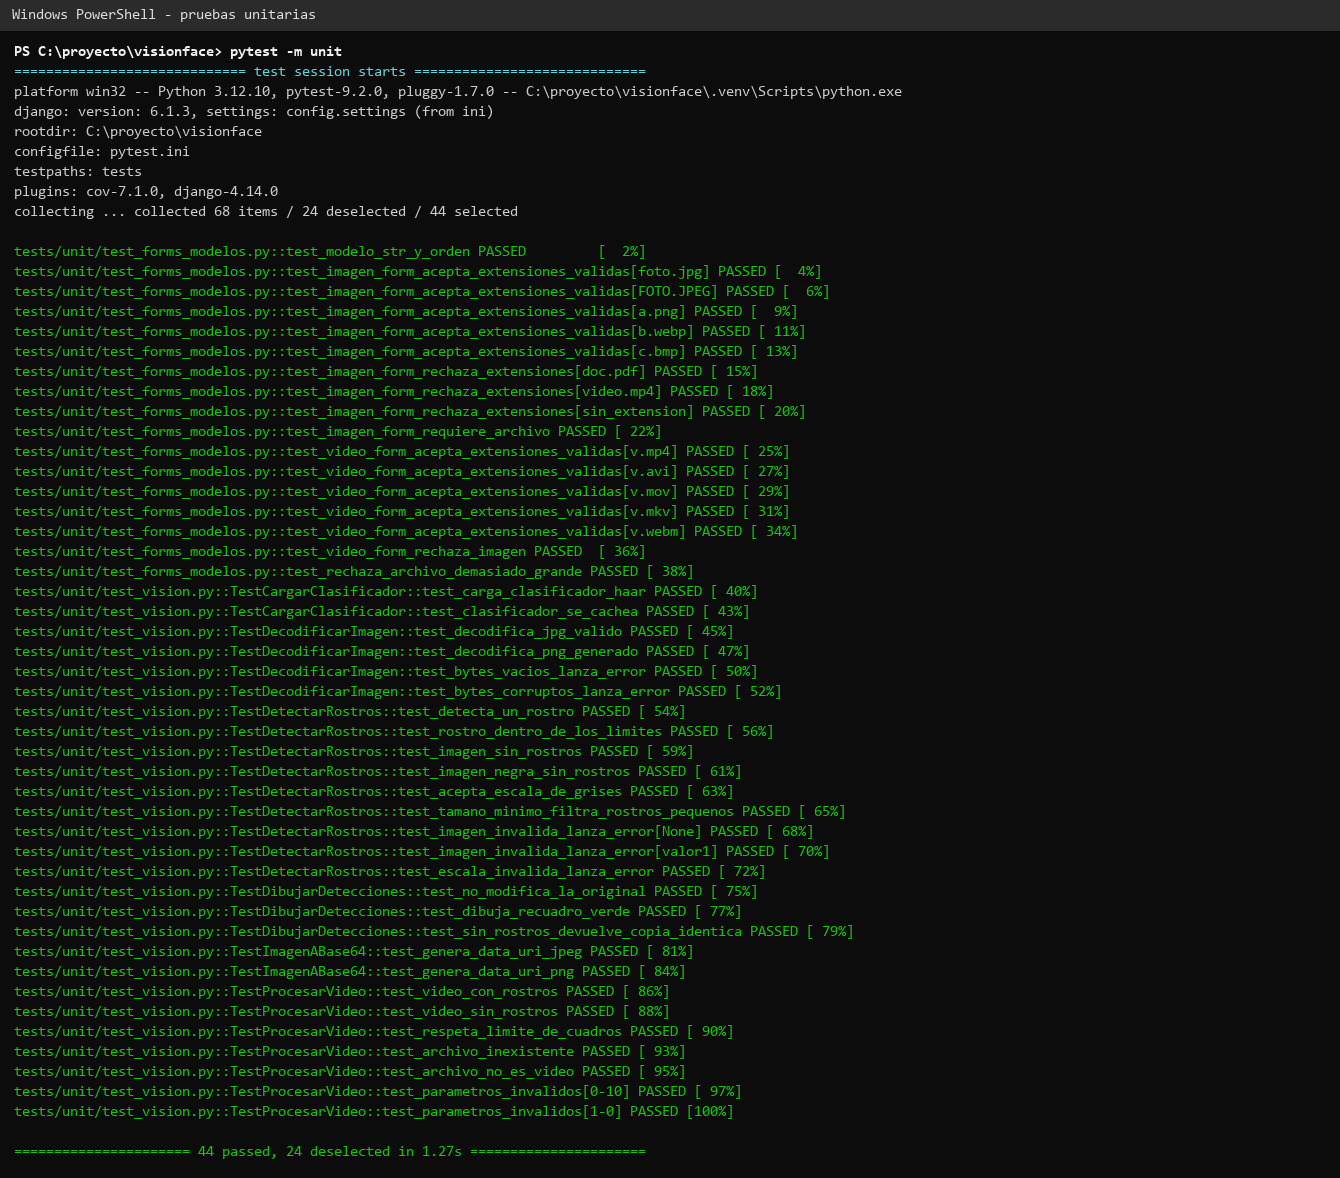 Windows PowerShell - pruebas unitarias
PS C:\proyecto\visionface> pytest -m unit
============================= test session starts =============================
platform win32 -- Python 3.12.10, pytest-9.2.0, pluggy-1.7.0 -- C:\proyecto\visionface\.venv\Scripts\python.exe
django: version: 6.1.3, settings: config.settings (from ini)
rootdir: C:\proyecto\visionface
configfile: pytest.ini
testpaths: tests
plugins: cov-7.1.0, django-4.14.0
collecting ... collected 68 items / 24 deselected / 44 selected
tests/unit/test_forms_modelos.py::test_modelo_str_y_orden PASSED         [  2%]
tests/unit/test_forms_modelos.py::test_imagen_form_acepta_extensiones_validas[foto.jpg] PASSED [  4%]
tests/unit/test_forms_modelos.py::test_imagen_form_acepta_extensiones_validas[FOTO.JPEG] PASSED [  6%]
tests/unit/test_forms_modelos.py::test_imagen_form_acepta_extensiones_validas[a.png] PASSED [  9%]
tests/unit/test_forms_modelos.py::test_imagen_form_acepta_extensiones_validas[b.webp] PASSED [ 11%]
tests/unit/test_forms_modelos.py::test_imagen_form_acepta_extensiones_validas[c.bmp] PASSED [ 13%]
tests/unit/test_forms_modelos.py::test_imagen_form_rechaza_extensiones[doc.pdf] PASSED [ 15%]
tests/unit/test_forms_modelos.py::test_imagen_form_rechaza_extensiones[video.mp4] PASSED [ 18%]
tests/unit/test_forms_modelos.py::test_imagen_form_rechaza_extensiones[sin_extension] PASSED [ 20%]
tests/unit/test_forms_modelos.py::test_imagen_form_requiere_archivo PASSED [ 22%]
tests/unit/test_forms_modelos.py::test_video_form_acepta_extensiones_validas[v.mp4] PASSED [ 25%]
tests/unit/test_forms_modelos.py::test_video_form_acepta_extensiones_validas[v.avi] PASSED [ 27%]
tests/unit/test_forms_modelos.py::test_video_form_acepta_extensiones_validas[v.mov] PASSED [ 29%]
tests/unit/test_forms_modelos.py::test_video_form_acepta_extensiones_validas[v.mkv] PASSED [ 31%]
tests/unit/test_forms_modelos.py::test_video_form_acepta_extensiones_validas[v.webm] PASSED [ 34%]
tests/unit/test_forms_modelos.py::test_video_form_rechaza_imagen PASSED  [ 36%]
tests/unit/test_forms_modelos.py::test_rechaza_archivo_demasiado_grande PASSED [ 38%]
tests/unit/test_vision.py::TestCargarClasificador::test_carga_clasificador_haar PASSED [ 40%]
tests/unit/test_vision.py::TestCargarClasificador::test_clasificador_se_cachea PASSED [ 43%]
tests/unit/test_vision.py::TestDecodificarImagen::test_decodifica_jpg_valido PASSED [ 45%]
tests/unit/test_vision.py::TestDecodificarImagen::test_decodifica_png_generado PASSED [ 47%]
tests/unit/test_vision.py::TestDecodificarImagen::test_bytes_vacios_lanza_error PASSED [ 50%]
tests/unit/test_vision.py::TestDecodificarImagen::test_bytes_corruptos_lanza_error PASSED [ 52%]
tests/unit/test_vision.py::TestDetectarRostros::test_detecta_un_rostro PASSED [ 54%]
tests/unit/test_vision.py::TestDetectarRostros::test_rostro_dentro_de_los_limites PASSED [ 56%]
tests/unit/test_vision.py::TestDetectarRostros::test_imagen_sin_rostros PASSED [ 59%]
tests/unit/test_vision.py::TestDetectarRostros::test_imagen_negra_sin_rostros PASSED [ 61%]
tests/unit/test_vision.py::TestDetectarRostros::test_acepta_escala_de_grises PASSED [ 63%]
tests/unit/test_vision.py::TestDetectarRostros::test_tamano_minimo_filtra_rostros_pequenos PASSED [ 65%]
tests/unit/test_vision.py::TestDetectarRostros::test_imagen_invalida_lanza_error[None] PASSED [ 68%]
tests/unit/test_vision.py::TestDetectarRostros::test_imagen_invalida_lanza_error[valor1] PASSED [ 70%]
tests/unit/test_vision.py::TestDetectarRostros::test_escala_invalida_lanza_error PASSED [ 72%]
tests/unit/test_vision.py::TestDibujarDetecciones::test_no_modifica_la_original PASSED [ 75%]
tests/unit/test_vision.py::TestDibujarDetecciones::test_dibuja_recuadro_verde PASSED [ 77%]
tests/unit/test_vision.py::TestDibujarDetecciones::test_sin_rostros_devuelve_copia_identica PASSED [ 79%]
tests/unit/test_vision.py::TestImagenABase64::test_genera_data_uri_jpeg PASSED [ 81%]
tests/unit/test_vision.py::TestImagenABase64::test_genera_data_uri_png PASSED [ 84%]
tests/unit/test_vision.py::TestProcesarVideo::test_video_con_rostros PASSED [ 86%]
tests/unit/test_vision.py::TestProcesarVideo::test_video_sin_rostros PASSED [ 88%]
tests/unit/test_vision.py::TestProcesarVideo::test_respeta_limite_de_cuadros PASSED [ 90%]
tests/unit/test_vision.py::TestProcesarVideo::test_archivo_inexistente PASSED [ 93%]
tests/unit/test_vision.py::TestProcesarVideo::test_archivo_no_es_video PASSED [ 95%]
tests/unit/test_vision.py::TestProcesarVideo::test_parametros_invalidos[0-10] PASSED [ 97%]
tests/unit/test_vision.py::TestProcesarVideo::test_parametros_invalidos[1-0] PASSED [100%]
====================== 44 passed, 24 deselected in 1.27s ======================